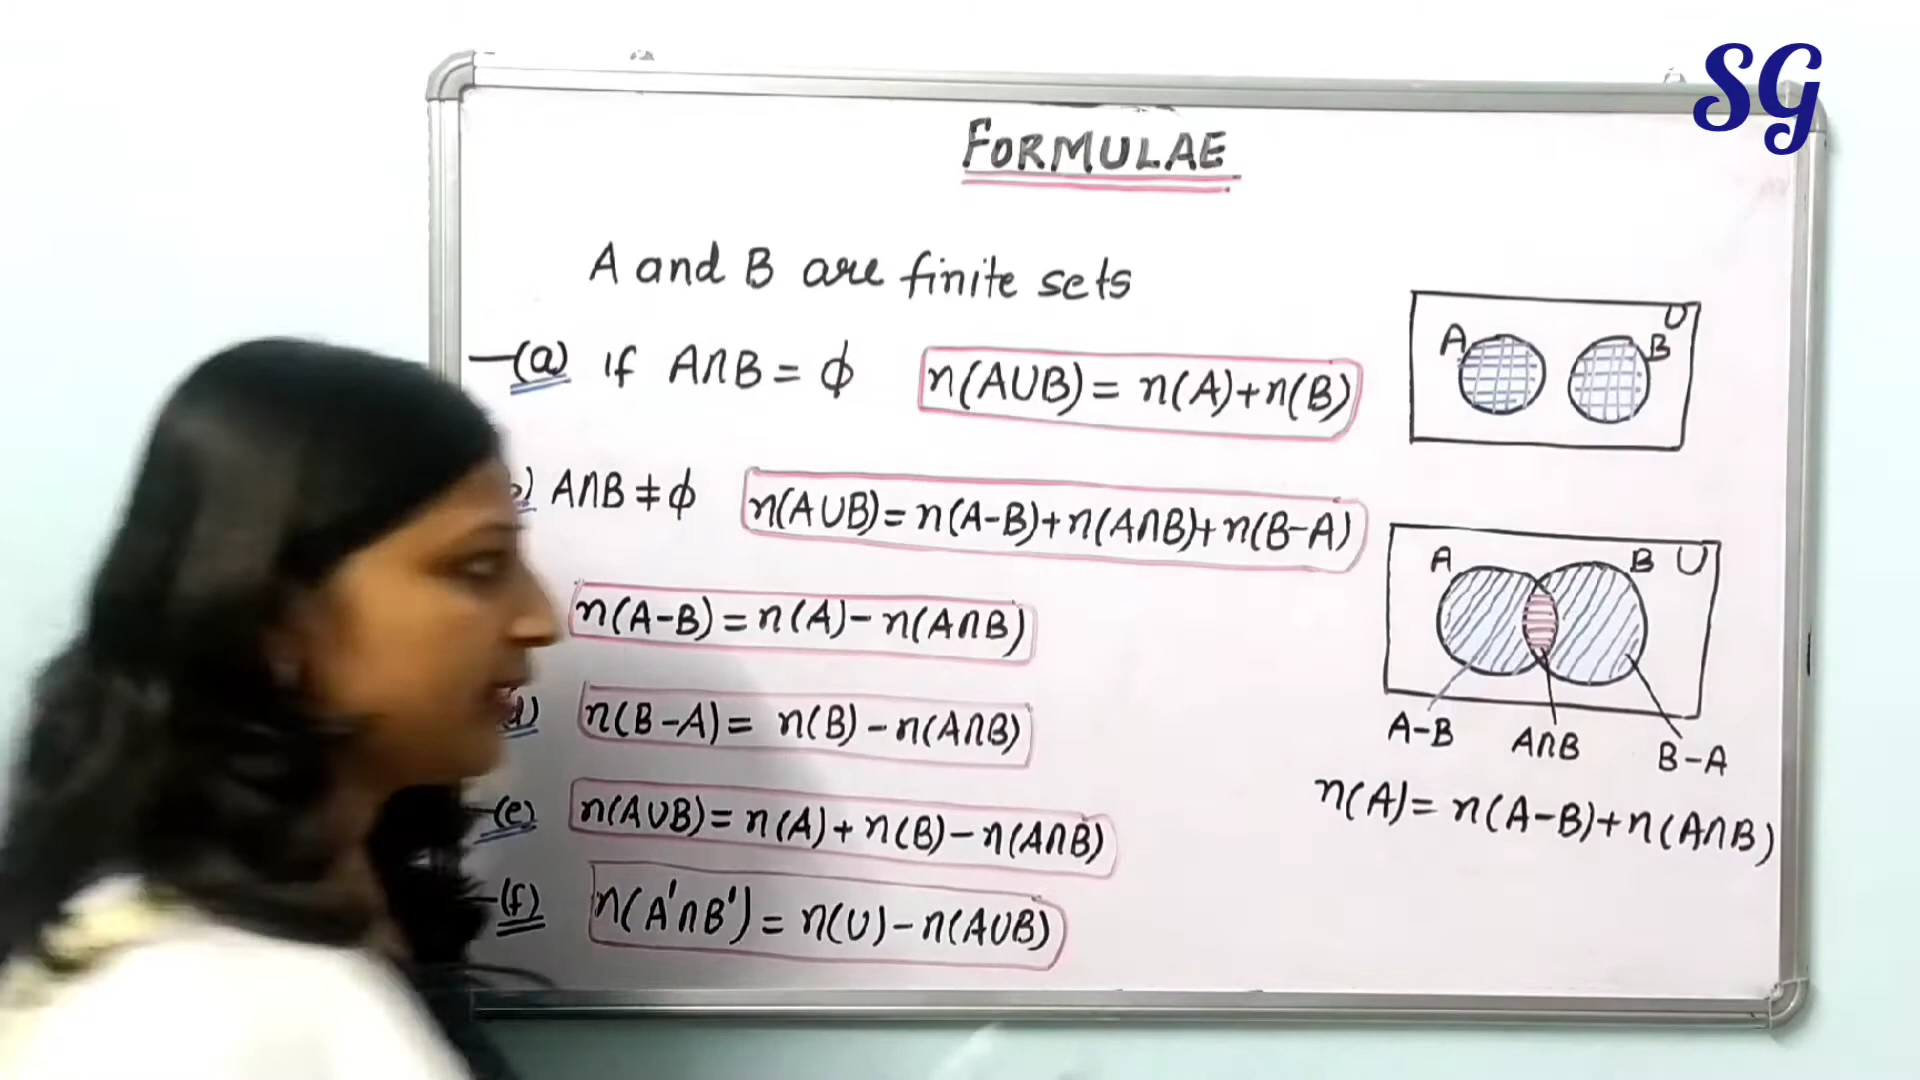 SG
FORMULAE
A and B are finite sets
(a) if A∩B = ϕ n(A∪B) = n(A)+n(B)
A U B
) A∩B ≠ ϕ n(A∪B) = n(A-B)+n(A∩B)+n(B-A)
A B U
n(A-B) = n(A) - n(A∩B)
d) n(B-A) = n(B) - n(A∩B)
A-B A∩B B-A
(e) n(A∪B) = n(A) + n(B) - n(A∩B)
n(A) = n(A-B)+n(A∩B)
(f) n(A'∩B') = n(U) - n(A∪B)